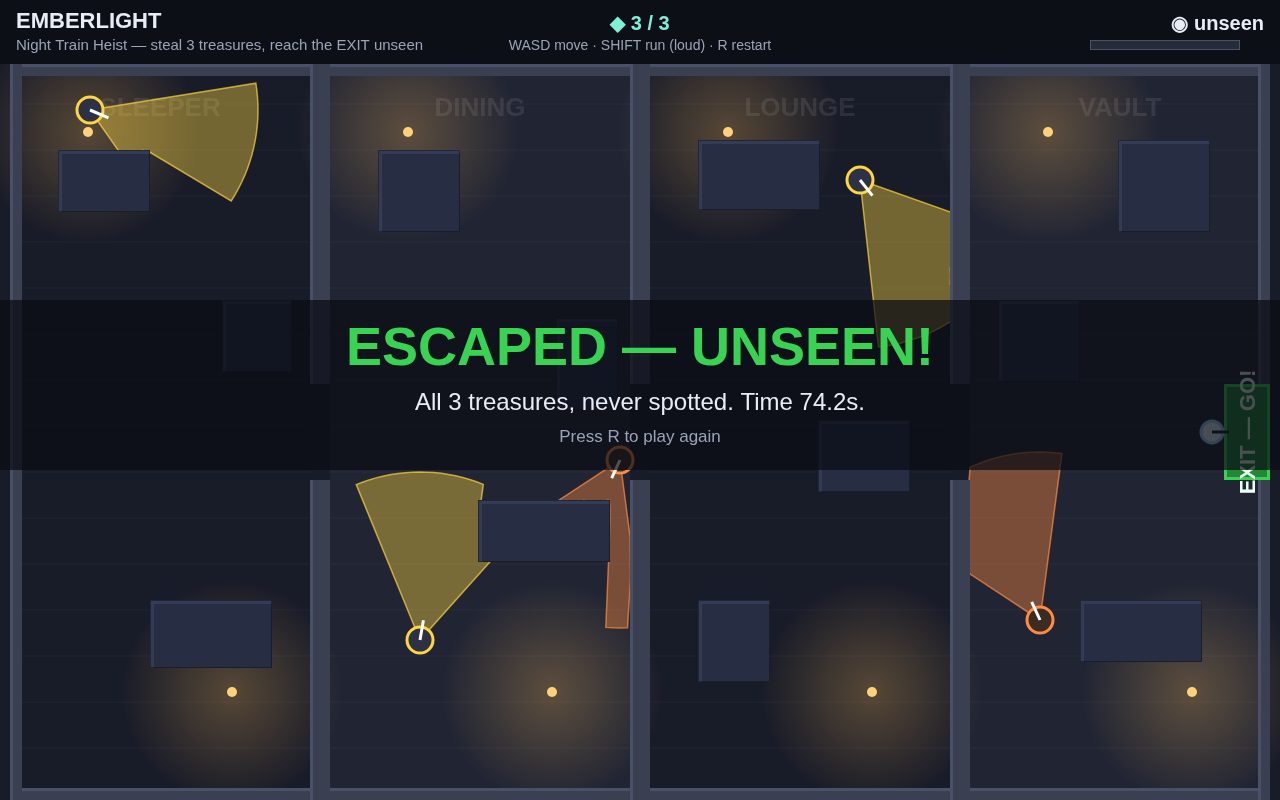 EMBERLIGHT
◆ 3 / 3
◉ unseen
Night Train Heist — steal 3 treasures, reach the EXIT unseen
WASD move · SHIFT run (loud) · R restart
SLEEPER
DINING
LOUNGE
VAULT
ESCAPED — UNSEEN!
All 3 treasures, never spotted. Time 74.2s.
Press R to play again
EXIT — GO!